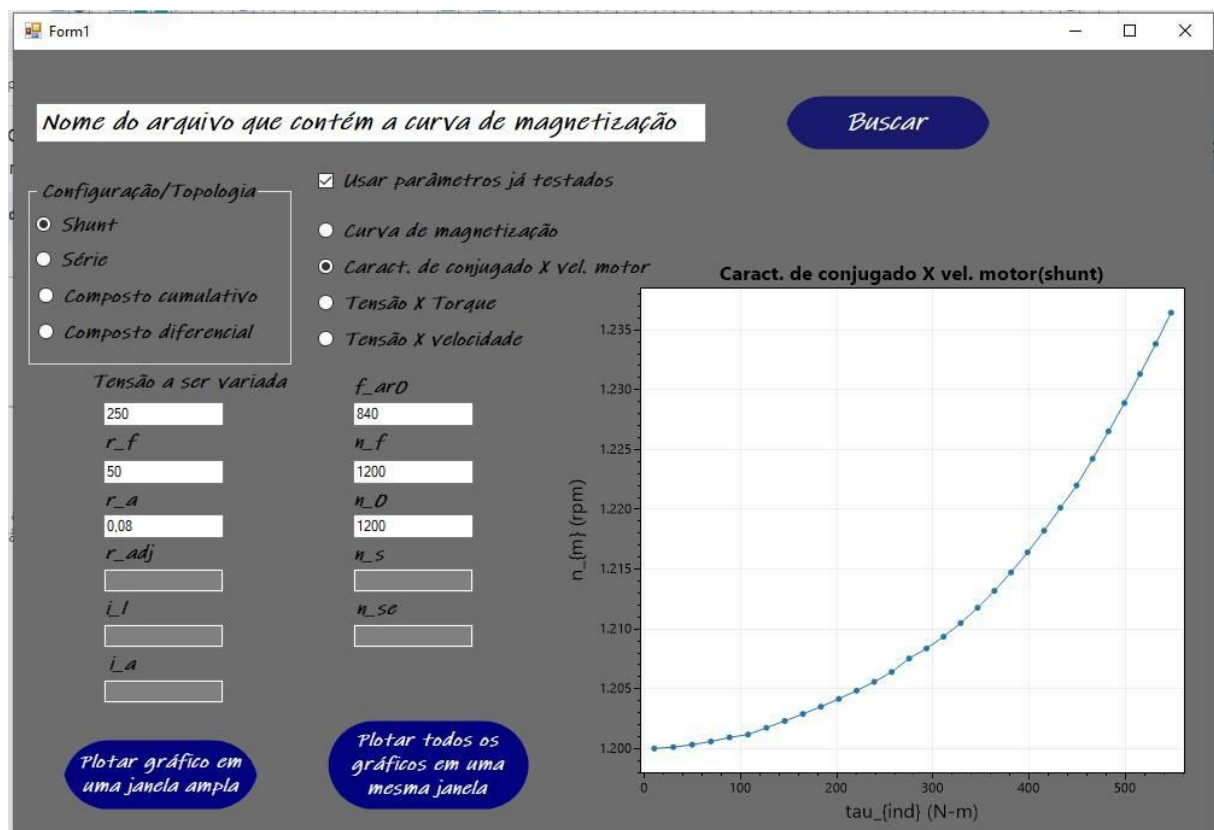 Form1
Nome do arquivo que contém a curva de magnetização
Buscar
Configuração/Topologia
Shunt
Série
Composto cumulativo
Composto diferencial
Usar parâmetros já testados
Curva de magnetização
Caract. de conjugado X vel. motor
Tensão X Torque
Tensão X velocidade
Tensão a ser variada
250
r_f
50
r_a
0,08
r_adj
i_l
i_a
f_ar0
840
n_f
1200
n_0
1200
n_s
n_se
Plotar gráfico em
uma janela ampla
Plotar todos os
gráficos em uma
mesma janela
Caract. de conjugado X vel. motor(shunt)
n_{m} (rpm)
1.235
1.230
1.225
1.220
1.215
1.210
1.205
1.200
0 100 200 300 400 500
tau_{ind} (N-m)